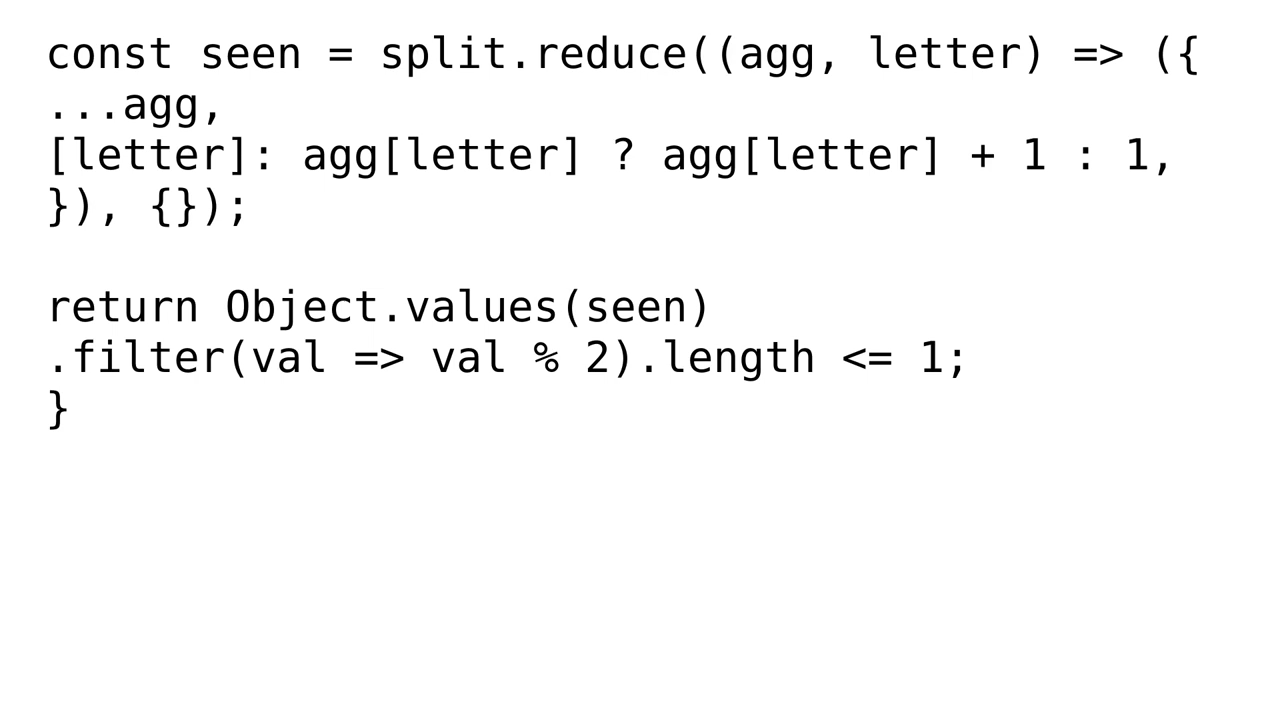 const seen = split.reduce((agg, letter) => ({
...agg,
[letter]: agg[letter] ? agg[letter] + 1 : 1,
}), {});

return Object.values(seen)
.filter(val => val % 2).length <= 1;
}